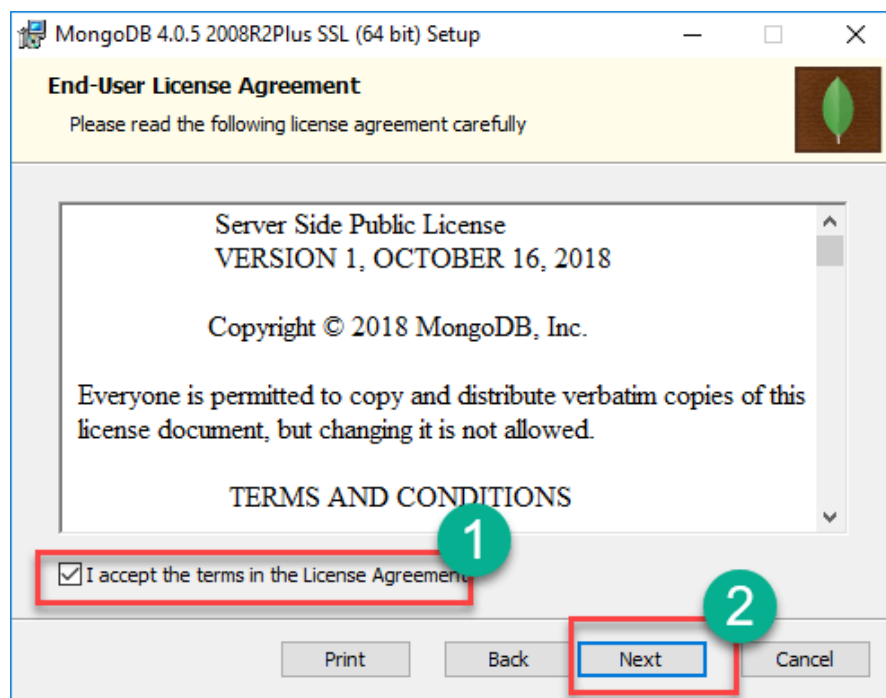 MongoDB 4.0.5 2008R2Plus SSL (64 bit) Setup
End-User License Agreement
Please read the following license agreement carefully
Server Side Public License
VERSION 1, OCTOBER 16, 2018
Copyright © 2018 MongoDB, Inc.
Everyone is permitted to copy and distribute verbatim copies of this
license document, but changing it is not allowed.
TERMS AND CONDITIONS
1
I accept the terms in the License Agreement
2
Print Back Next Cancel